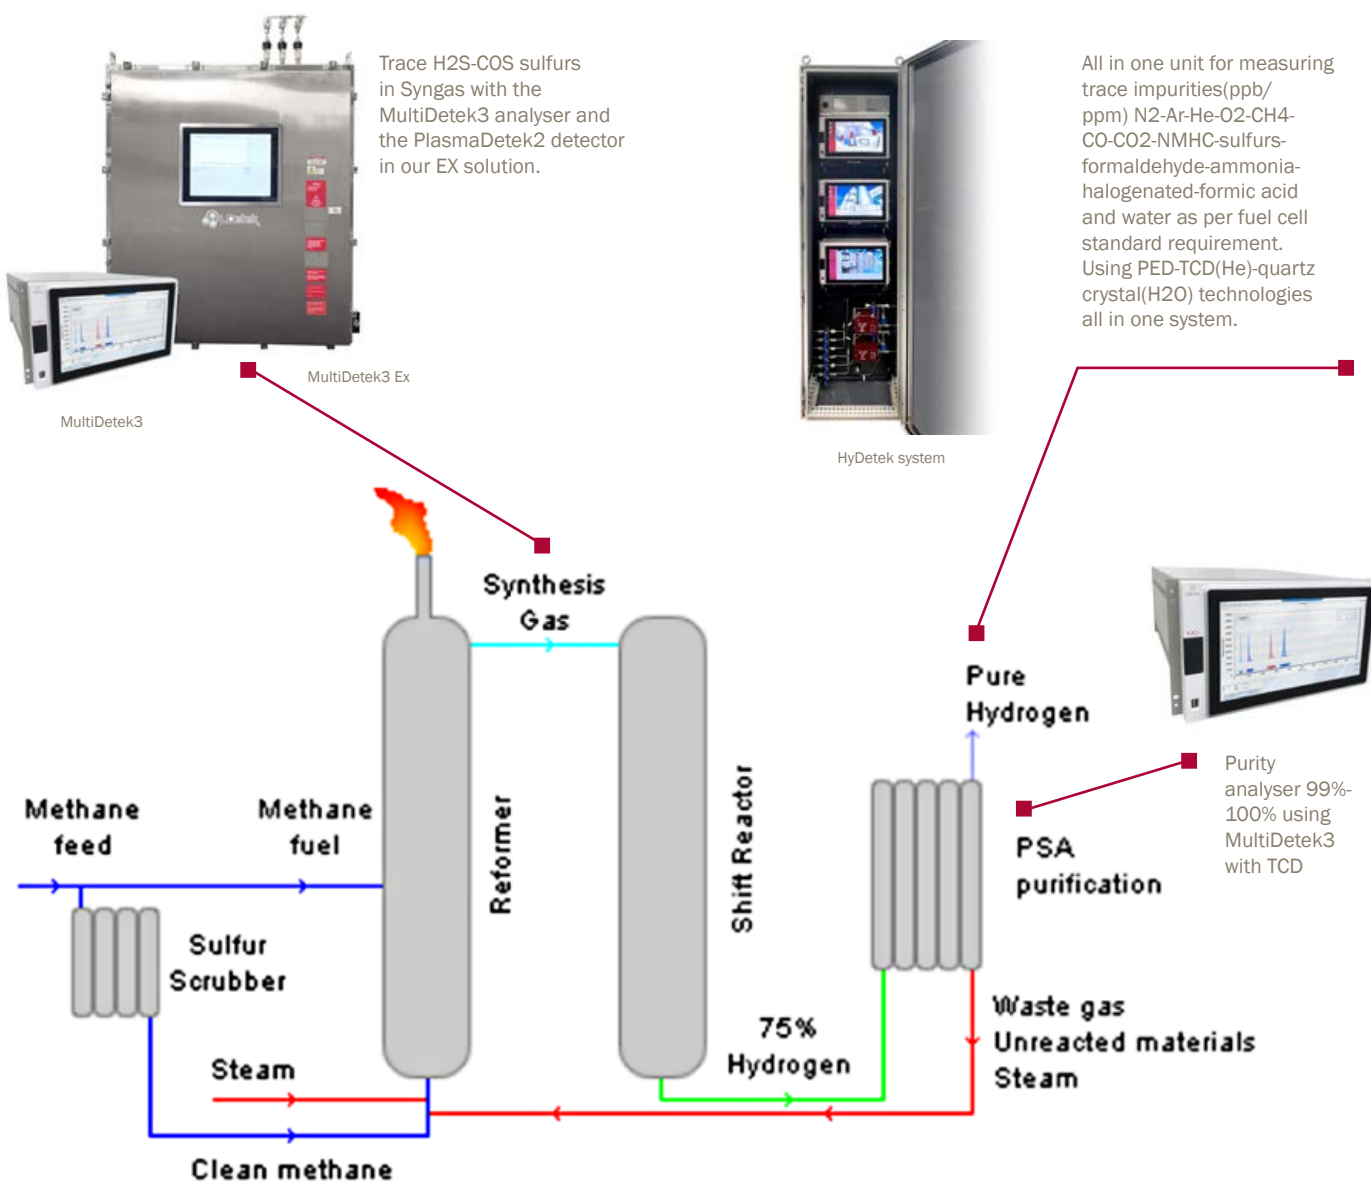 Trace H2S-COS sulfurs
in Syngas with the
MultiDetek3 analyser and
the PlasmaDetek2 detector
in our EX solution.
MultiDetek3 Ex
MultiDetek3
All in one unit for measuring
trace impurities(ppb/
ppm) N2-Ar-He-O2-CH4-
CO-CO2-NMHC-sulfurs-
formaldehyde-ammonia-
halogenated-formic acid
and water as per fuel cell
standard requirement.
Using PED-TCD(He)-quartz
crystal(H2O) technologies
all in one system.
HyDetek system
Synthesis
Gas
Pure
Hydrogen
Purity
analyser 99%-
100% using
MultiDetek3
with TCD
Methane
feed
Methane
fuel
Reformer
Shift Reactor
PSA
purification
Sulfur
Scrubber
Steam
75%
Hydrogen
Waste gas
Unreacted materials
Steam
Clean methane